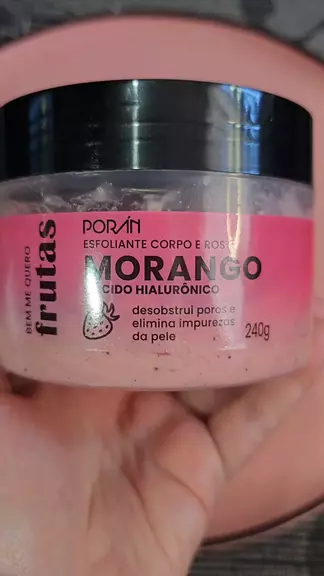 BEM ME QUERO
frutas
PORÁN
ESFOLIANTE CORPO E
MORANGO
HIALURÔNICO
desobstrui poros e
elimina impurezas
da pele
240g